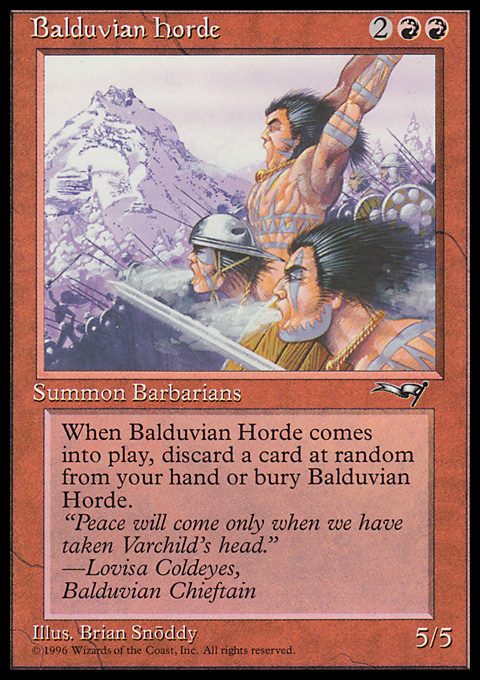 Balduvian Horde 2
Summon Barbarians
When Balduvian Horde comes
into play, discard a card at random
from your hand or bury Balduvian
Horde.
“Peace will come only when we have
taken Varchild’s head.”
—Lovisa Coldeyes,
Balduvian Chieftain
Illus. Brian Snōddy 5/5
©1996 Wizards of the Coast, Inc. All rights reserved.